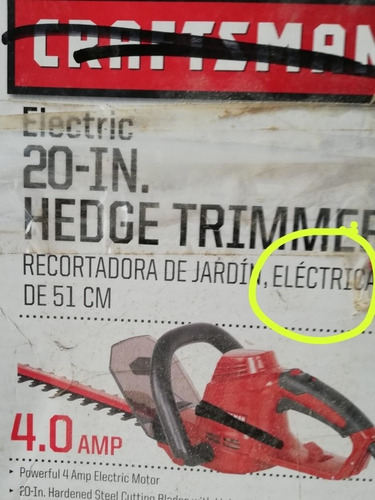 CRAFTSMAN
Electric
20-IN.
HEDGE TRIMMER
RECORTADORA DE JARDÍN, ELÉCTRICA
DE 51 CM
4.0 AMP
▸ Powerful 4 Amp Electric Motor
▸ 20-In. Hardened Steel Cutting Blades